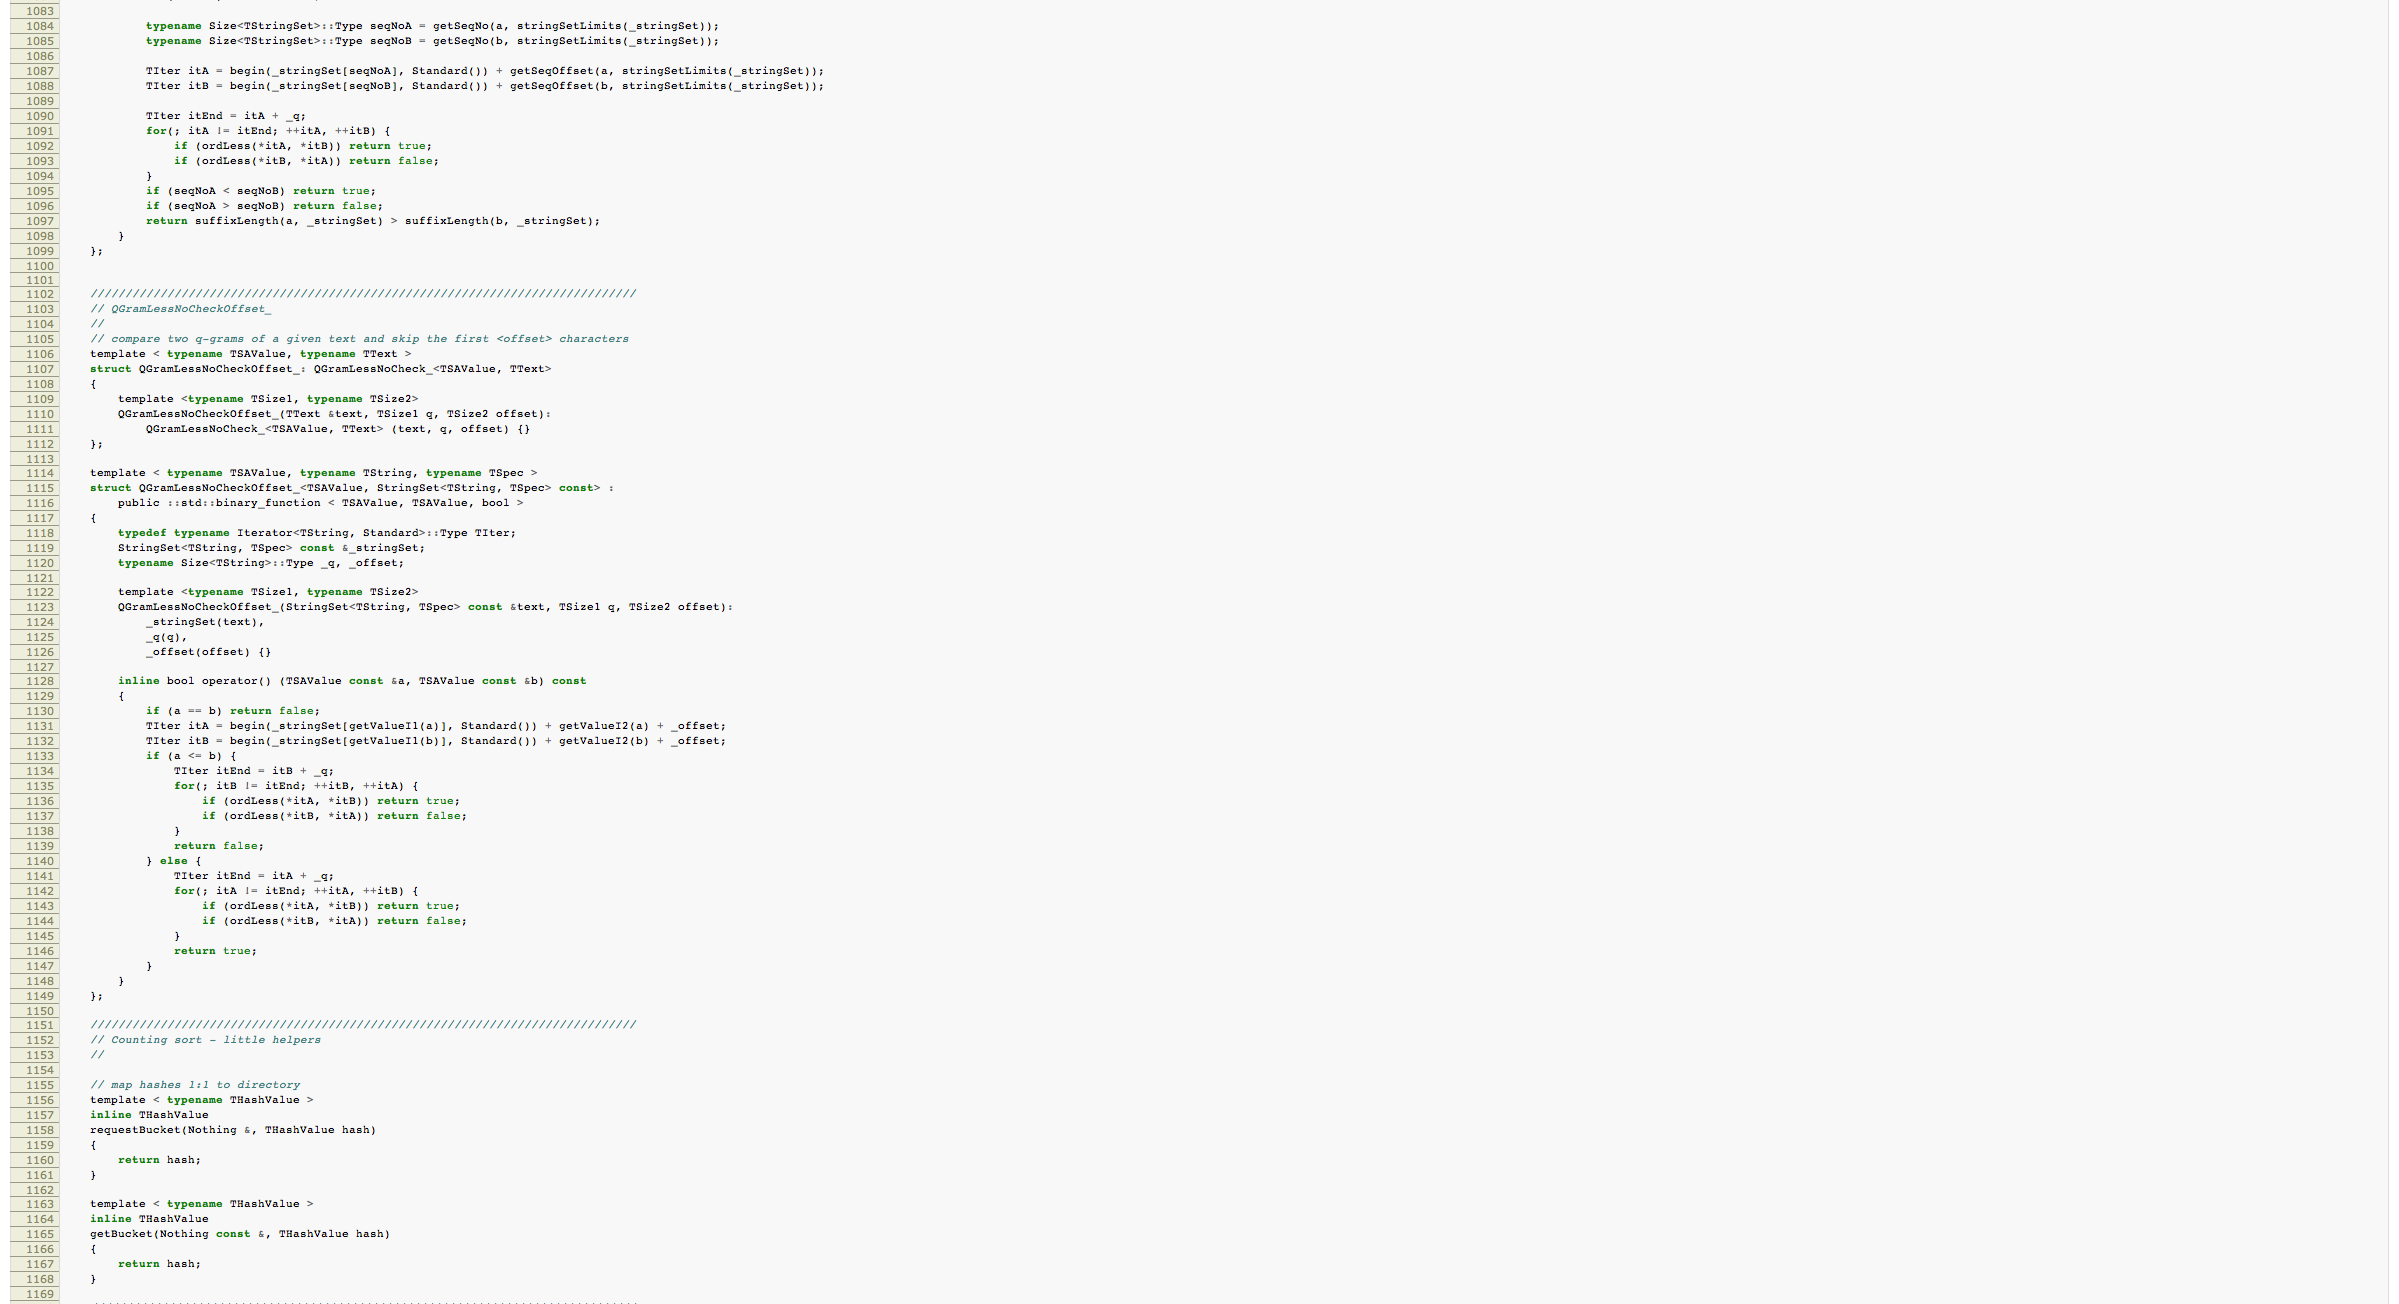 1083
1084 typename Size<TStringSet>::Type seqNoA = getSeqNo(a, stringSetLimits(_stringSet));
1085 typename Size<TStringSet>::Type seqNoB = getSeqNo(b, stringSetLimits(_stringSet));
1086
1087 TIter itA = begin(_stringSet[seqNoA], Standard()) + getSeqOffset(a, stringSetLimits(_stringSet));
1088 TIter itB = begin(_stringSet[seqNoB], Standard()) + getSeqOffset(b, stringSetLimits(_stringSet));
1089
1090 TIter itEnd = itA + _q;
1091 for(; itA != itEnd; ++itA, ++itB) {
1092 if (ordLess(*itA, *itB)) return true;
1093 if (ordLess(*itB, *itA)) return false;
1094 }
1095 if (seqNoA < seqNoB) return true;
1096 if (seqNoA > seqNoB) return false;
1097 return suffixLength(a, _stringSet) > suffixLength(b, _stringSet);
1098 }
1099 };
1100
1101
1102 //////////////////////////////////////////////////////////////////////////////
1103 // QGramLessNoCheckOffset_
1104 //
1105 // compare two q-grams of a given text and skip the first <offset> characters
1106 template < typename TSAValue, typename TText >
1107 struct QGramLessNoCheckOffset_: QGramLessNoCheck_<TSAValue, TText>
1108 {
1109 template <typename TSize1, typename TSize2>
1110 QGramLessNoCheckOffset_(TText &text, TSize1 q, TSize2 offset):
1111 QGramLessNoCheck_<TSAValue, TText> (text, q, offset) {}
1112 };
1113
1114 template < typename TSAValue, typename TString, typename TSpec >
1115 struct QGramLessNoCheckOffset_<TSAValue, StringSet<TString, TSpec> const> :
1116 public ::std::binary_function < TSAValue, TSAValue, bool >
1117 {
1118 typedef typename Iterator<TString, Standard>::Type TIter;
1119 StringSet<TString, TSpec> const &_stringSet;
1120 typename Size<TString>::Type _q, _offset;
1121
1122 template <typename TSize1, typename TSize2>
1123 QGramLessNoCheckOffset_(StringSet<TString, TSpec> const &text, TSize1 q, TSize2 offset):
1124 _stringSet(text),
1125 _q(q),
1126 _offset(offset) {}
1127
1128 inline bool operator() (TSAValue const &a, TSAValue const &b) const
1129 {
1130 if (a == b) return false;
1131 TIter itA = begin(_stringSet[getValueI1(a)], Standard()) + getValueI2(a) + _offset;
1132 TIter itB = begin(_stringSet[getValueI1(b)], Standard()) + getValueI2(b) + _offset;
1133 if (a <= b) {
1134 TIter itEnd = itB + _q;
1135 for(; itB != itEnd; ++itB, ++itA) {
1136 if (ordLess(*itA, *itB)) return true;
1137 if (ordLess(*itB, *itA)) return false;
1138 }
1139 return false;
1140 } else {
1141 TIter itEnd = itA + _q;
1142 for(; itA != itEnd; ++itA, ++itB) {
1143 if (ordLess(*itA, *itB)) return true;
1144 if (ordLess(*itB, *itA)) return false;
1145 }
1146 return true;
1147 }
1148 }
1149 };
1150
1151 //////////////////////////////////////////////////////////////////////////////
1152 // Counting sort - little helpers
1153 //
1154
1155 // map hashes 1:1 to directory
1156 template < typename THashValue >
1157 inline THashValue
1158 requestBucket(Nothing &, THashValue hash)
1159 {
1160 return hash;
1161 }
1162
1163 template < typename THashValue >
1164 inline THashValue
1165 getBucket(Nothing const &, THashValue hash)
1166 {
1167 return hash;
1168 }
1169